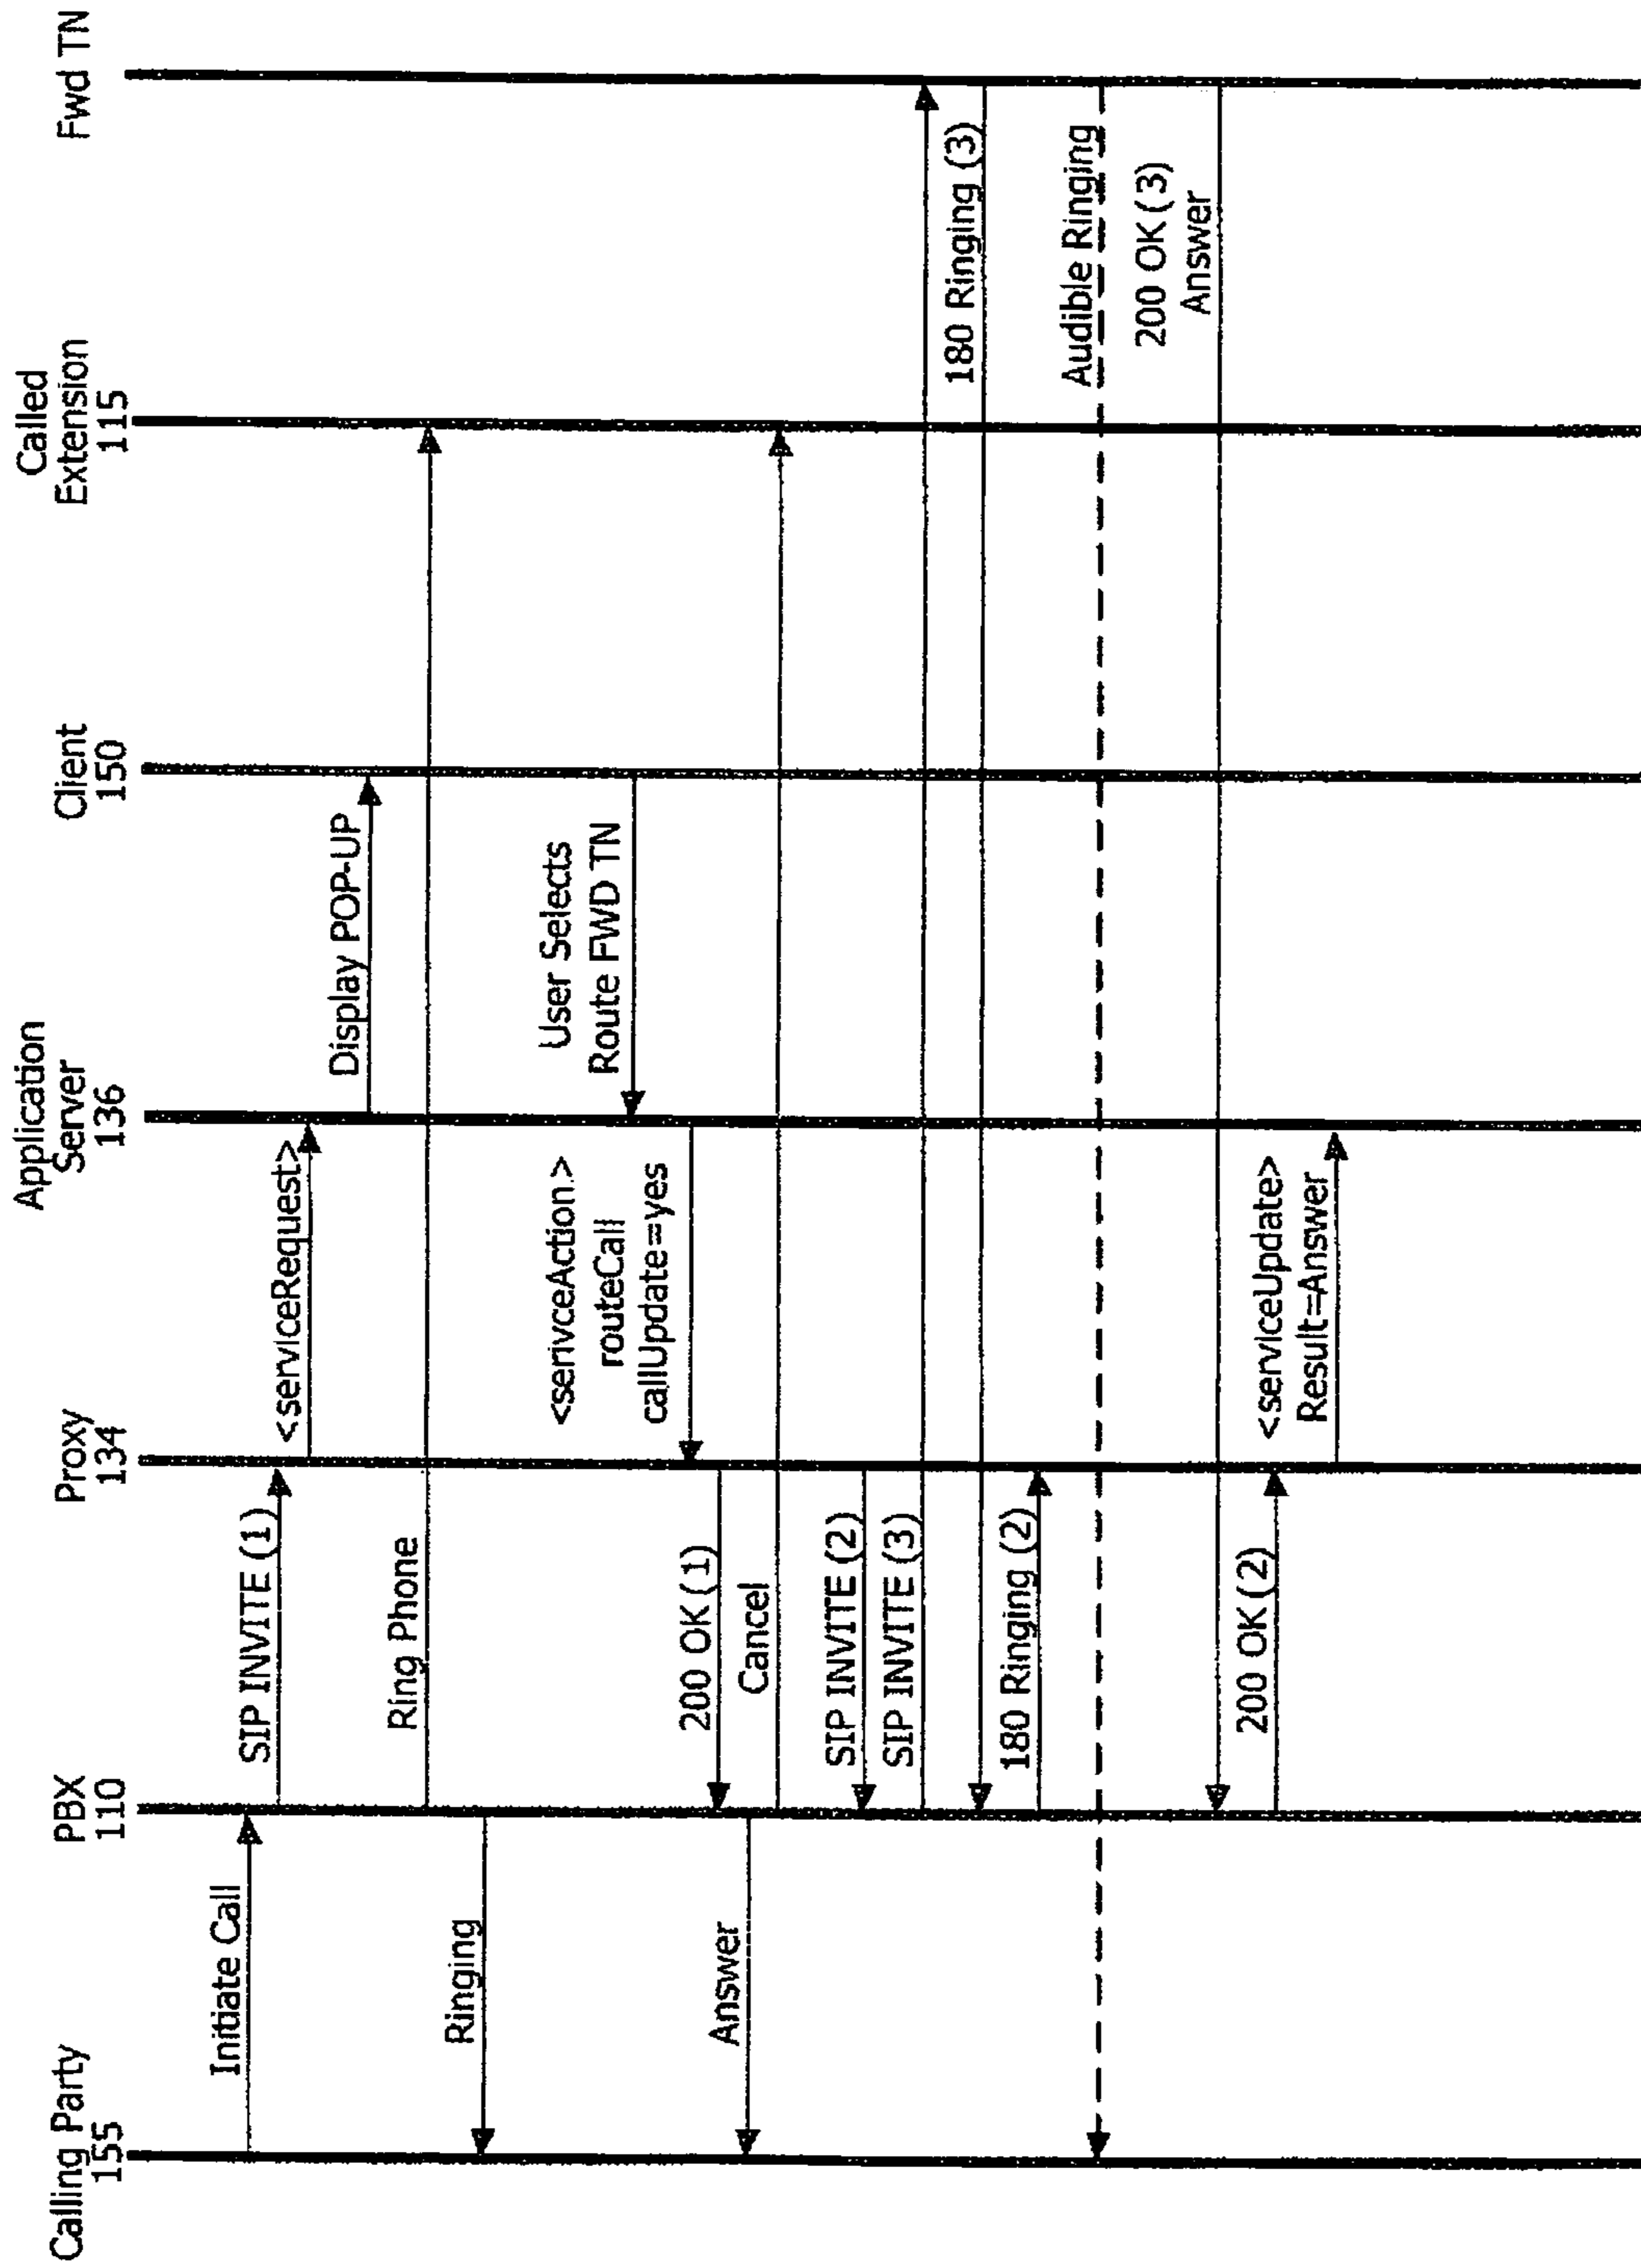 Calling Party
155
PBX
110
Proxy
134
Application
Server
136
Client
150
Called
Extension
115
Fwd TN
Initiate Call
SIP INVITE (1)
<serviceRequest>
Display POP-UP
Ring Phone
Ringing
User Selects
Route FWD TN
<serivceAction>
routeCall
callUpdate=yes
200 OK (1)
Answer
Cancel
SIP INVITE (2)
SIP INVITE (3)
180 Ringing (3)
180 Ringing (2)
Audible Ringing
200 OK (3)
Answer
200 OK (2)
<serviceUpdate>
Result=Answer